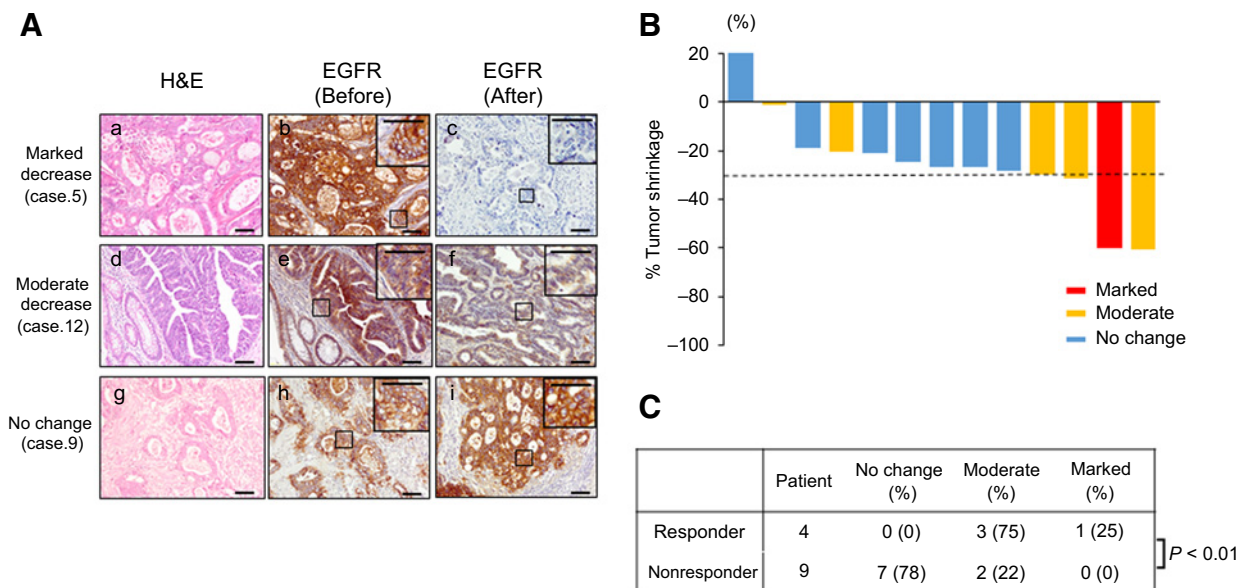 A
H&E
EGFR
(Before)
EGFR
(After)
Marked
decrease
(case.5)
a
b
c
Moderate
decrease
(case.12)
d
e
f
No change
(case.9)
g
h
i
B
(%)
% Tumor shrinkage
20
0
–20
–40
–60
–80
–100
Marked
Moderate
No change
C
Patient No change (%) Moderate (%) Marked (%)
Responder 4 0 (0) 3 (75) 1 (25)
Nonresponder 9 7 (78) 2 (22) 0 (0)
P < 0.01